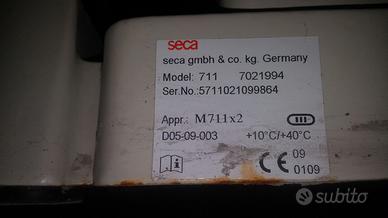 seca
seca gmbh & co. kg. Germany
Model: 711 7021994
Ser.No:5711021099864
Appr.: M711x2
D05-09-003 +10°C/+40°C
CE 09
0109
subito